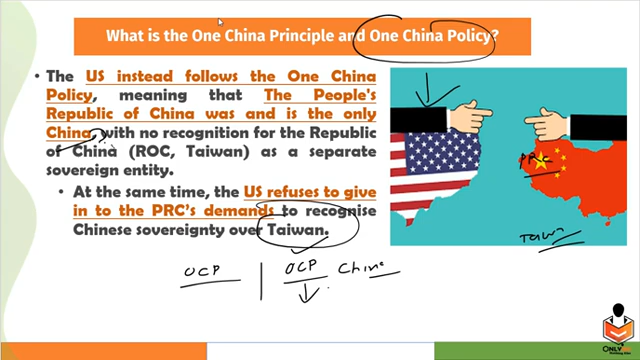 What is the One China Principle and One China Policy?
The US instead follows the One China
Policy, meaning that The People's
Republic of China was and is the only
China, with no recognition for the Republic
of China (ROC, Taiwan) as a separate
sovereign entity.
At the same time, the US refuses to give
in to the PRC's demands to recognise
Chinese sovereignty over Taiwan.
PRC
Taiwan
OCP | OCP China